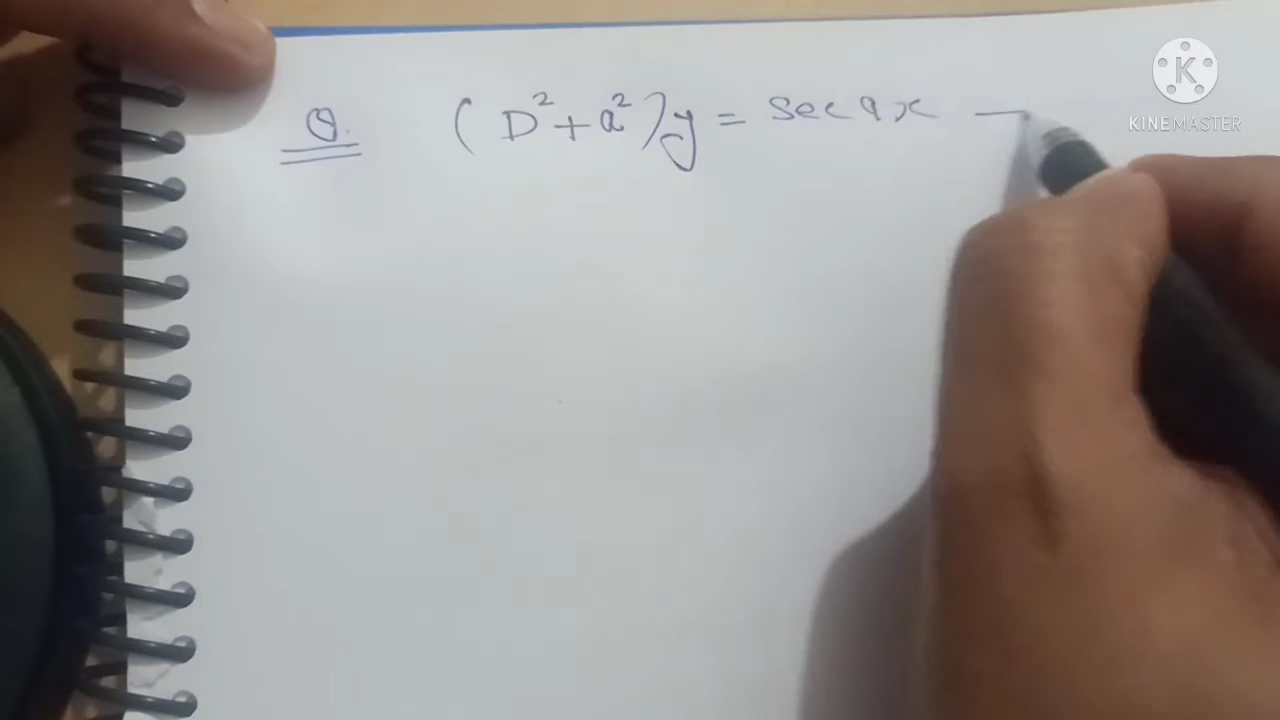 Q. (D²+a²)y = sec ax —
K
KINEMASTER